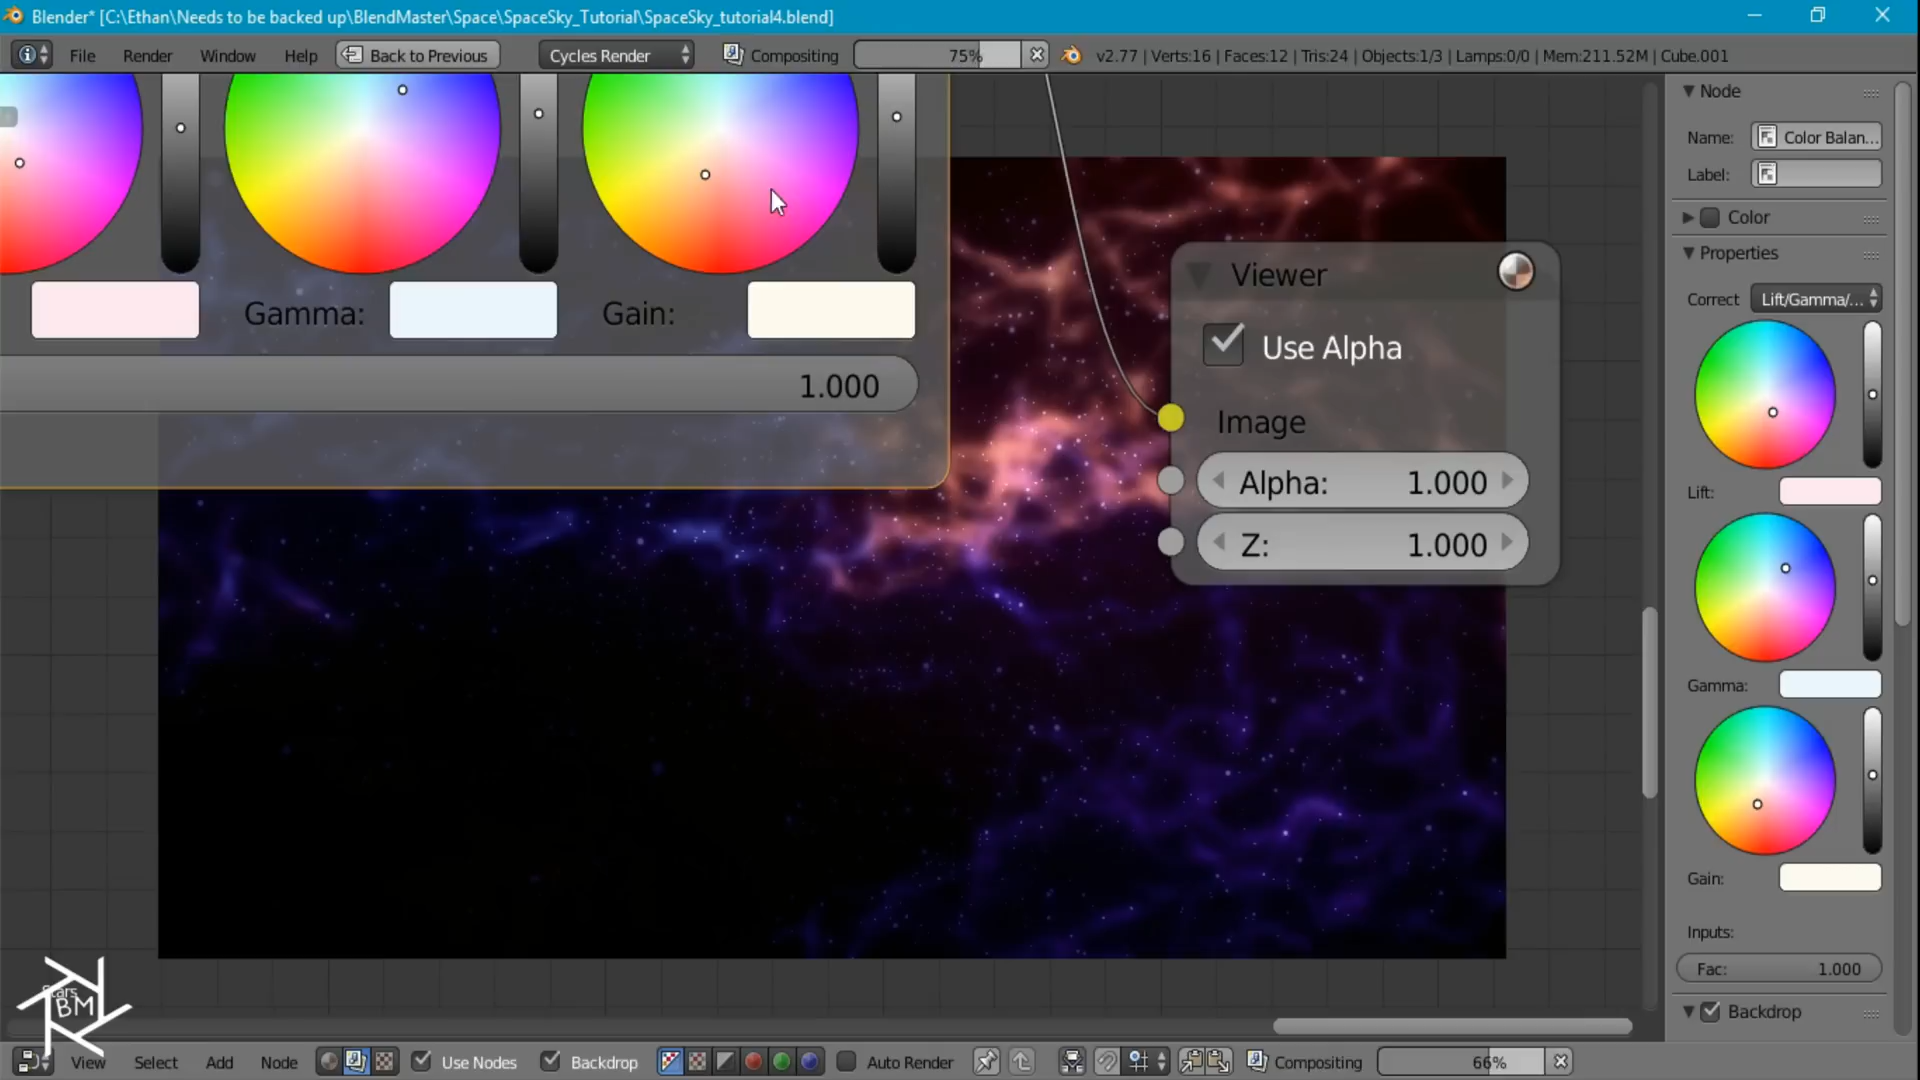 Blender* [C:\Ethan\Needs to be backed up\BlendMaster\Space\SpaceSky_Tutorial\SpaceSky_tutorial4.blend]
File Render Window Help Back to Previous Cycles Render Compositing 75% v2.77 | Verts:16 | Faces:12 | Tris:24 | Objects:1/3 | Lamps:0/0 | Mem:211.52M | Cube.001
Gamma: Gain:
1.000
Viewer
Use Alpha
Image
Alpha: 1.000
Z: 1.000
Node
Name: Color Balan...
Label:
Color
Properties
Correct Lift/Gamma/...
Lift:
Gamma:
Gain:
Inputs:
Fac: 1.000
Backdrop
Stars
BM
View Select Add Node Use Nodes Backdrop Auto Render Compositing 66%